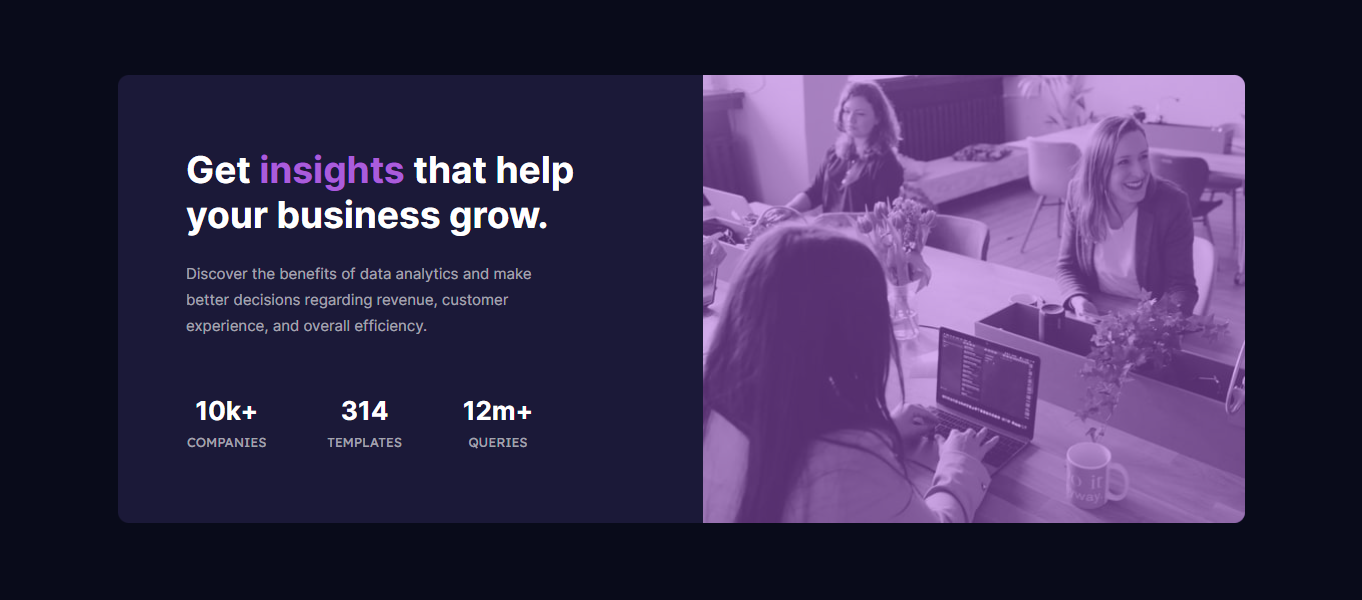 Get insights that help
your business grow.
Discover the benefits of data analytics and make
better decisions regarding revenue, customer
experience, and overall efficiency.
10k+ 314 12m+
COMPANIES TEMPLATES QUERIES